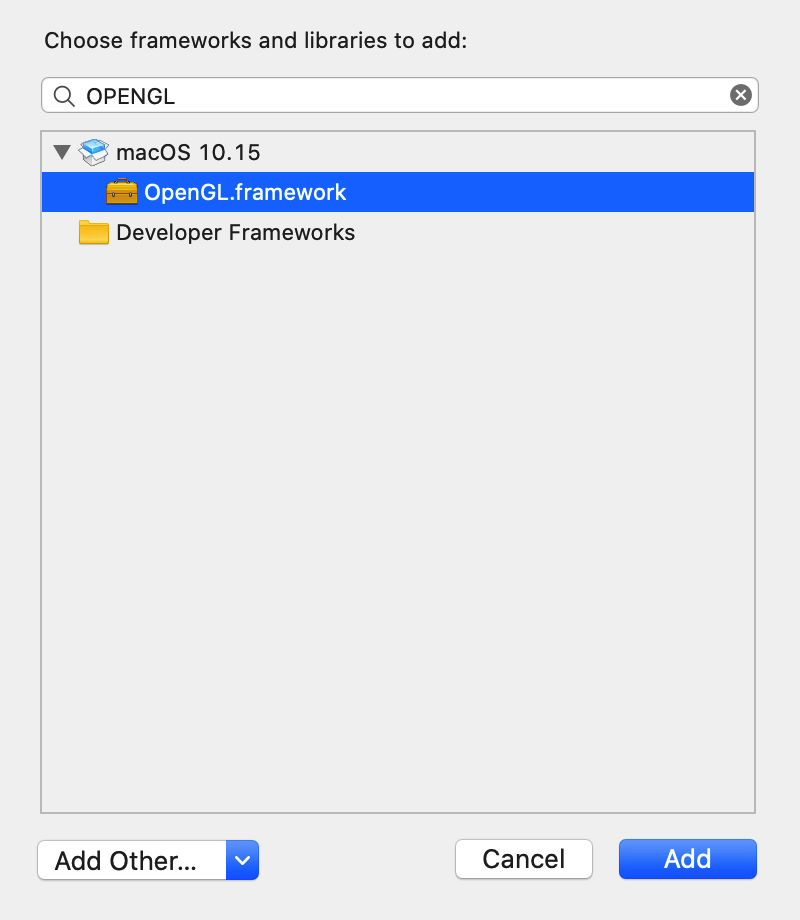 Choose frameworks and libraries to add:
OPENGL
macOS 10.15
OpenGL.framework
Developer Frameworks
Add Other...
Cancel
Add